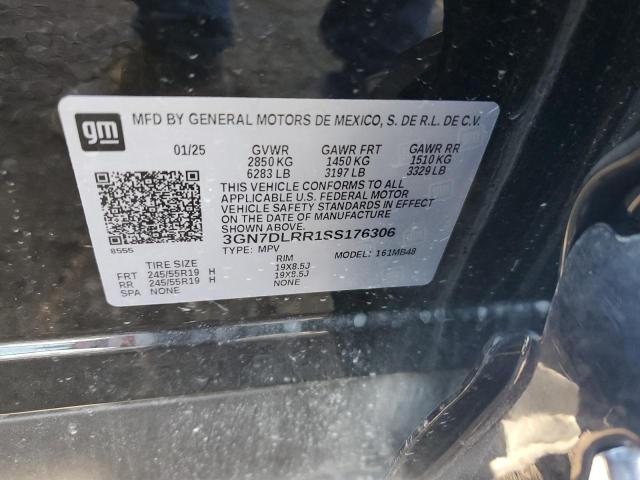 gm MFD BY GENERAL MOTORS DE MEXICO, S. DE R.L. DE C.V.
01/25 GVWR GAWR FRT GAWR RR
2850 KG 1450 KG 1510 KG
6283 LB 3197 LB 3329 LB
THIS VEHICLE CONFORMS TO ALL
APPLICABLE U.S. FEDERAL MOTOR
VEHICLE SAFETY STANDARDS IN EFFECT
ON THE DATE OF MANUFACTURE
SHOWN ABOVE.
8555 3GN7DLRR1SS176306
TYPE: MPV MODEL: 161MB48
TIRE SIZE RIM
FRT 245/55R19 H 19X8.5J
RR 245/55R19 H 19X8.5J
SPA NONE NONE